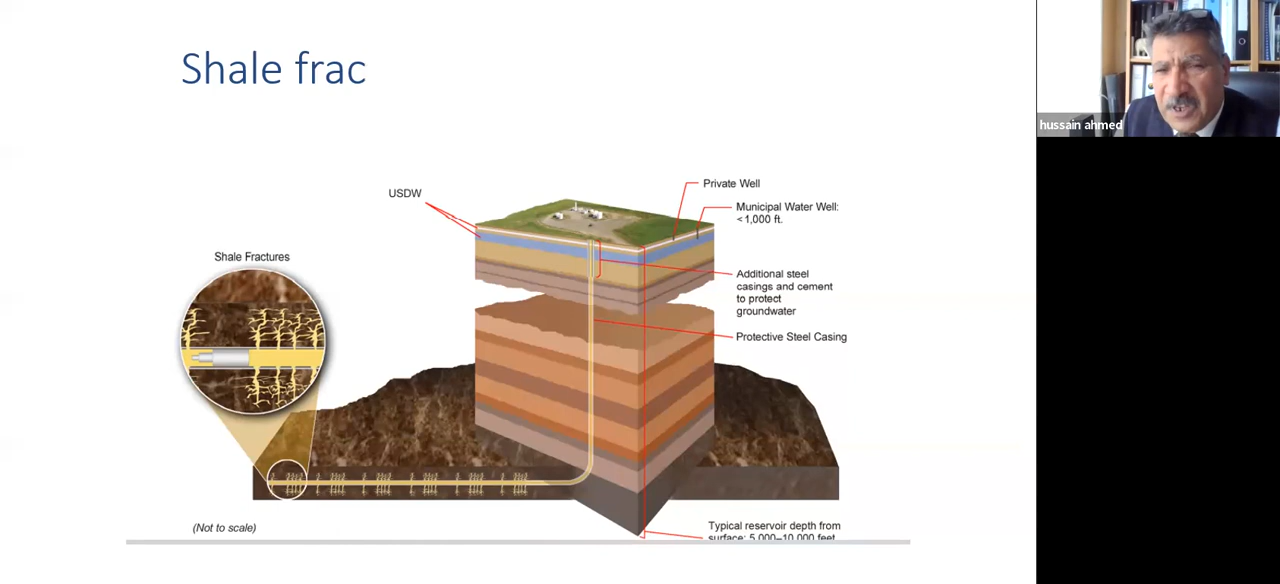 Shale frac
hussain ahmed
USDW
Private Well
Municipal Water Well:
<1,000 ft.
Shale Fractures
Additional steel
casings and cement
to protect
groundwater
Protective Steel Casing
(Not to scale)
Typical reservoir depth from
surface: 5,000–10,000 feet